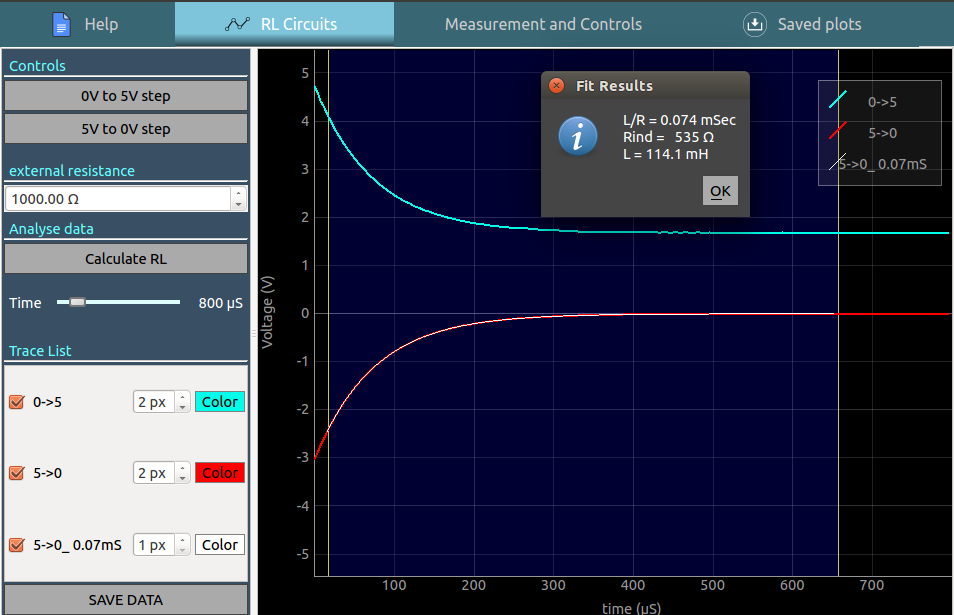 Help
RL Circuits
Measurement and Controls
Saved plots
Controls
0V to 5V step
5V to 0V step
external resistance
1000.00 Ω
Analyse data
Calculate RL
Time
800 µS
Trace List
0->5
2 px
Color
5->0
2 px
Color
5->0_ 0.07mS
1 px
Color
SAVE DATA
Fit Results
L/R = 0.074 mSec
Rind = 535 Ω
L = 114.1 mH
OK
0->5
5->0
5->0_ 0.07mS
Voltage (V)
5
4
3
2
1
0
-1
-2
-3
-4
-5
100
200
300
400
500
600
700
time (µS)